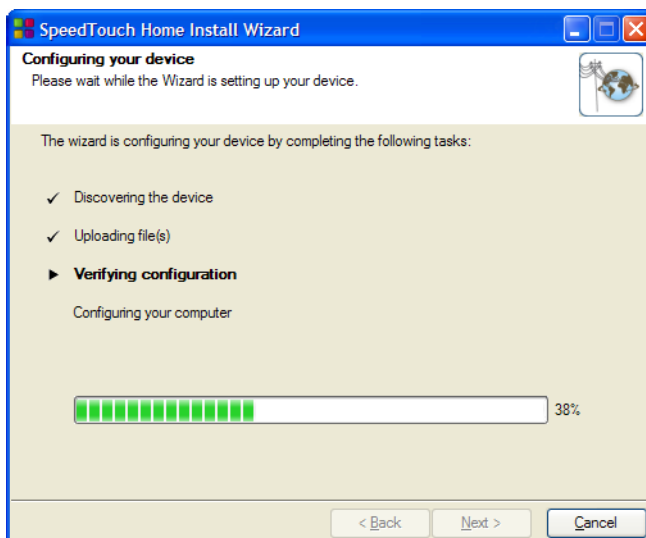 SpeedTouch Home Install Wizard
Configuring your device
Please wait while the Wizard is setting up your device.
The wizard is configuring your device by completing the following tasks:
Discovering the device
Uploading file(s)
Verifying configuration
Configuring your computer
38%
< Back Next > Cancel